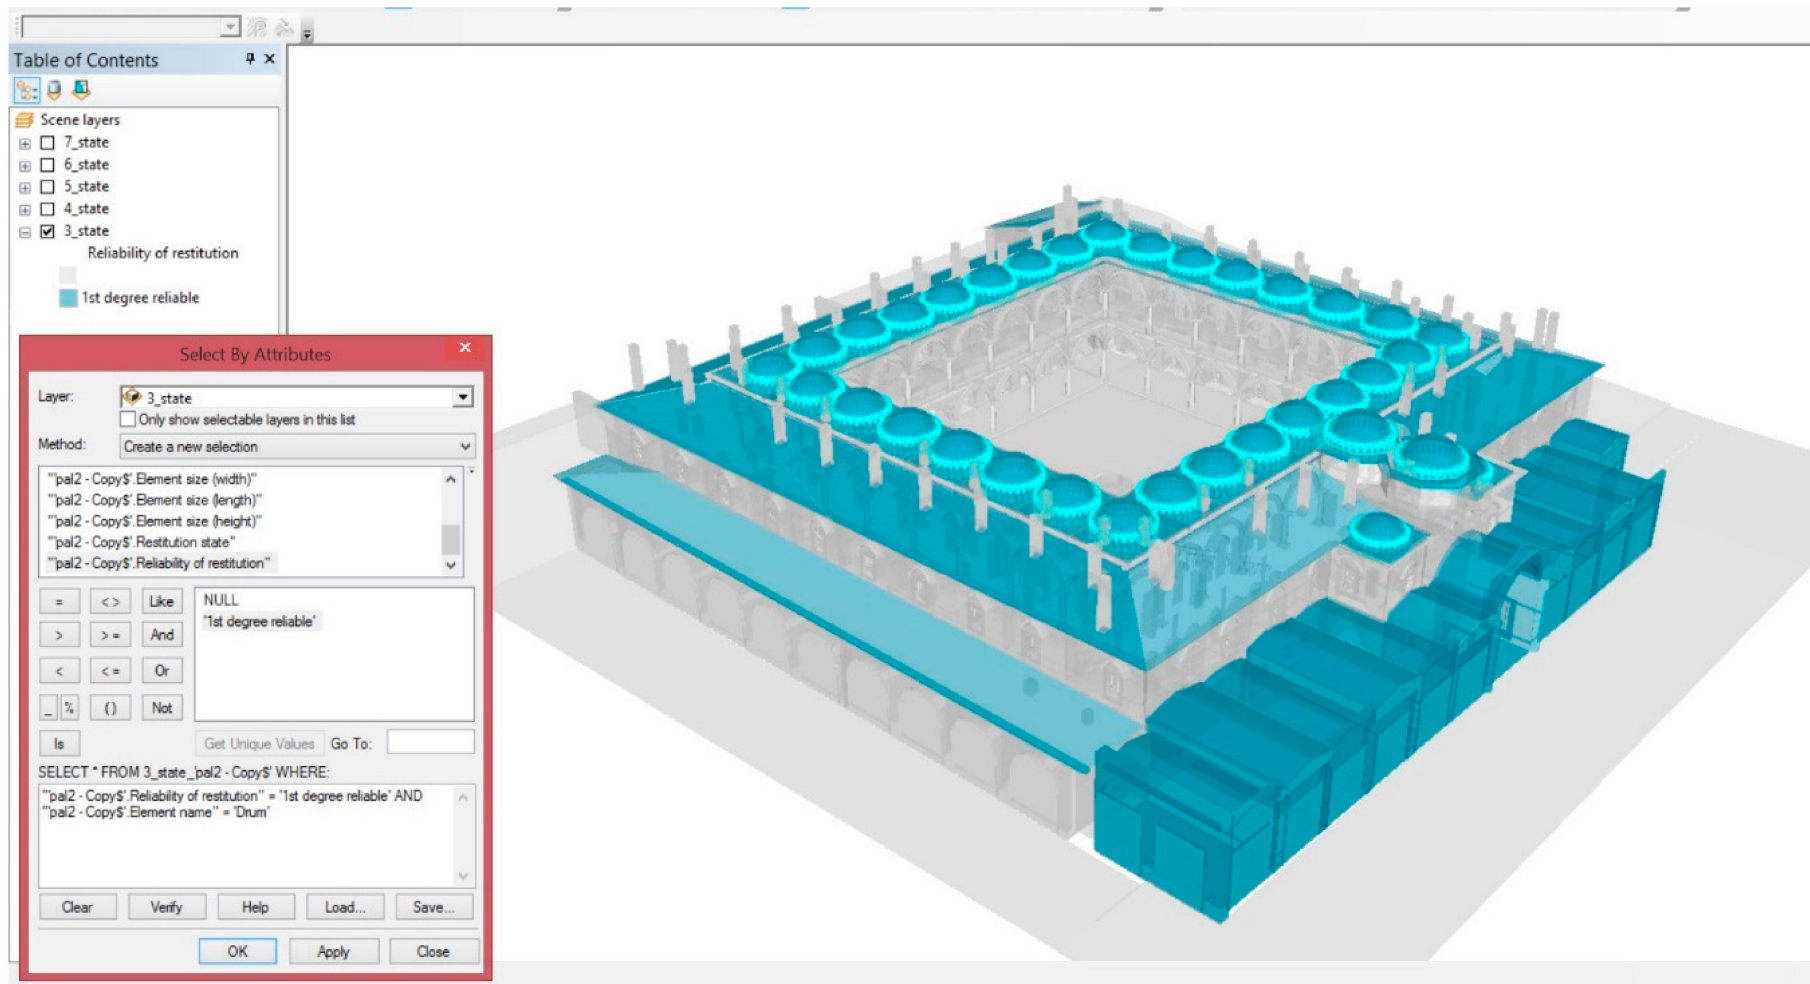 Table of Contents
Scene layers
7_state
6_state
5_state
4_state
3_state
Reliability of restitution
1st degree reliable
Select By Attributes
Layer:
3_state
Only show selectable layers in this list
Method:
Create a new selection
"'pal2 - Copy$'.Element size (width)"
"'pal2 - Copy$'.Element size (length)"
"'pal2 - Copy$'.Element size (height)"
"'pal2 - Copy$'.Restitution state"
"'pal2 - Copy$'.Reliability of restitution"
= <> Like
> >= And
< <= Or
_ % () Not
Is
NULL
'1st degree reliable'
Get Unique Values Go To:
SELECT * FROM 3_state_'pal2 - Copy$' WHERE:
"'pal2 - Copy$'.Reliability of restitution" = '1st degree reliable' AND
"'pal2 - Copy$'.Element name" = 'Drum'
Clear Verify Help Load... Save...
OK Apply Close